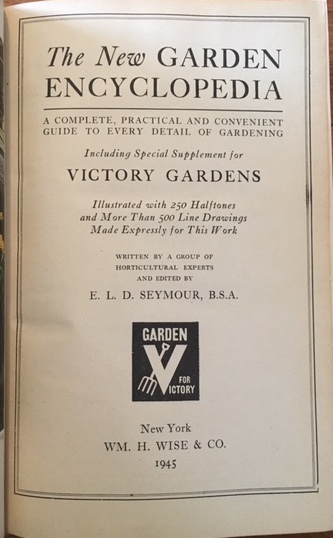 The New GARDEN
ENCYCLOPEDIA
A COMPLETE, PRACTICAL AND CONVENIENT
GUIDE TO EVERY DETAIL OF GARDENING
Including Special Supplement for
VICTORY GARDENS
Illustrated with 250 Halftones
and More Than 500 Line Drawings
Made Expressly for This Work
WRITTEN BY A GROUP OF
HORTICULTURAL EXPERTS
AND EDITED BY
E. L. D. SEYMOUR, B.S.A.
GARDEN
V
FOR
VICTORY
New York
WM. H. WISE & CO.
1945